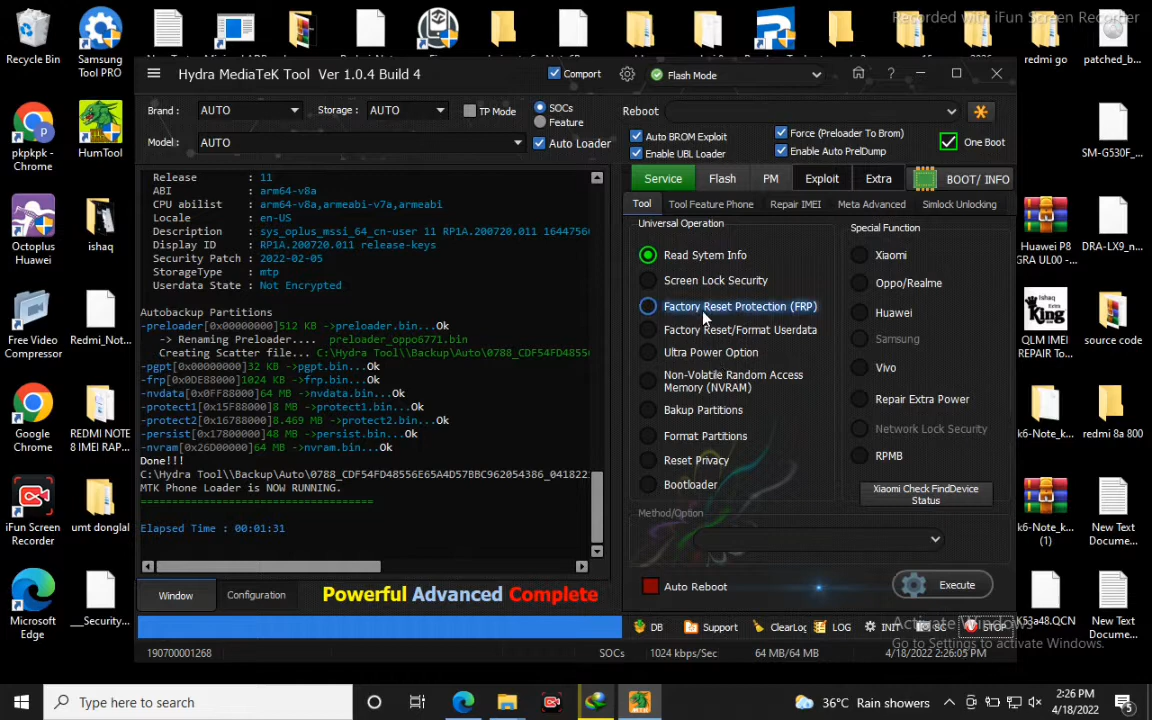 Recorded with iFun Screen Recorder
Recycle Bin
Samsung
Tool PRO
redmi go
patched_b...
Hydra MediaTeK Tool Ver 1.0.4 Build 4
Comport
Flash Mode
?
Brand :
AUTO
Storage :
AUTO
TP Mode
SOCs
Feature
Reboot
Model :
AUTO
Auto Loader
Auto BROM Exploit
Force (Preloader To Brom)
Enable UBL Loader
Enable Auto PrelDump
One Boot
pkpkpk -
Chrome
HumTool
SM-G530F_...
Service
Flash
PM
Exploit
Extra
BOOT/ INFO
Tool
Tool Feature Phone
Repair IMEI
Meta Advanced
Simlock Unlocking
Release : 11
ABI : arm64-v8a
CPU abilist : arm64-v8a,armeabi-v7a,armeabi
Locale : en-US
Description : sys_oplus_mssi_64_cn-user 11 RP1A.200720.011 16447560
Display ID : RP1A.200720.011 release-keys
Security Patch : 2022-02-05
StorageType : mtp
Userdata State : Not Encrypted
Autobackup Partitions
-preloader[0x00000000]512 KB ->preloader.bin...Ok
-> Renaming Preloader.... preloader_oppo6771.bin
Creating Scatter file... C:\Hydra Tool\\Backup\Auto\0788_CDF54FD48556
-pgpt[0x00000000]32 KB ->pgpt.bin...Ok
-frp[0x0DE88000]1024 KB ->frp.bin...Ok
-nvdata[0x0FF88000]64 MB ->nvdata.bin...Ok
-protect1[0x15F88000]8 MB ->protect1.bin...Ok
-protect2[0x16788000]8.469 MB ->protect2.bin...Ok
-persist[0x17800000]48 MB ->persist.bin...Ok
-nvram[0x26D00000]64 MB ->nvram.bin...Ok
Done!!!
C:\Hydra Tool\\Backup\Auto\0788_CDF54FD48556E65A4D57BBC962054386_041822
MTK Phone Loader is NOW RUNNING.
=====================================
Elapsed Time : 00:01:31
Universal Operation
Read Sytem Info
Screen Lock Security
Factory Reset Protection (FRP)
Factory Reset/Format Userdata
Ultra Power Option
Non-Volatile Random Access
Memory (NVRAM)
Bakup Partitions
Format Partitions
Reset Privacy
Bootloader
Special Function
Xiaomi
Oppo/Realme
Huawei
Samsung
Vivo
Repair Extra Power
Network Lock Security
RPMB
Xiaomi Check FindDevice
Status
Method/Option
Auto Reboot
Execute
Window
Configuration
Powerful Advanced Complete
DB
Support
ClearLog
LOG
INIT
SC
STOP
190700001268
SOCs
1024 kbps/Sec
64 MB/64 MB
4/18/2022 2:26:05 PM
Octoplus
Huawei
ishaq
Huawei P8
GRA UL00 -...
DRA-LX9_n...
Free Video
Compressor
Redmi_Not...
ishaq
King
QLM IMEI
REPAIR To...
source code
Google
Chrome
REDMI NOTE
8 IMEI RAP...
k6-Note_k...
redmi 8a 800
iFun Screen
Recorder
umt donglal
k6-Note_k...
(1)
New Text
Docume...
Microsoft
Edge
___Security...
K53a48.QCN
New Text
Docume...
Activate Windows
Go to Settings to activate Windows.
Type here to search
36°C Rain showers
2:26 PM
4/18/2022
5